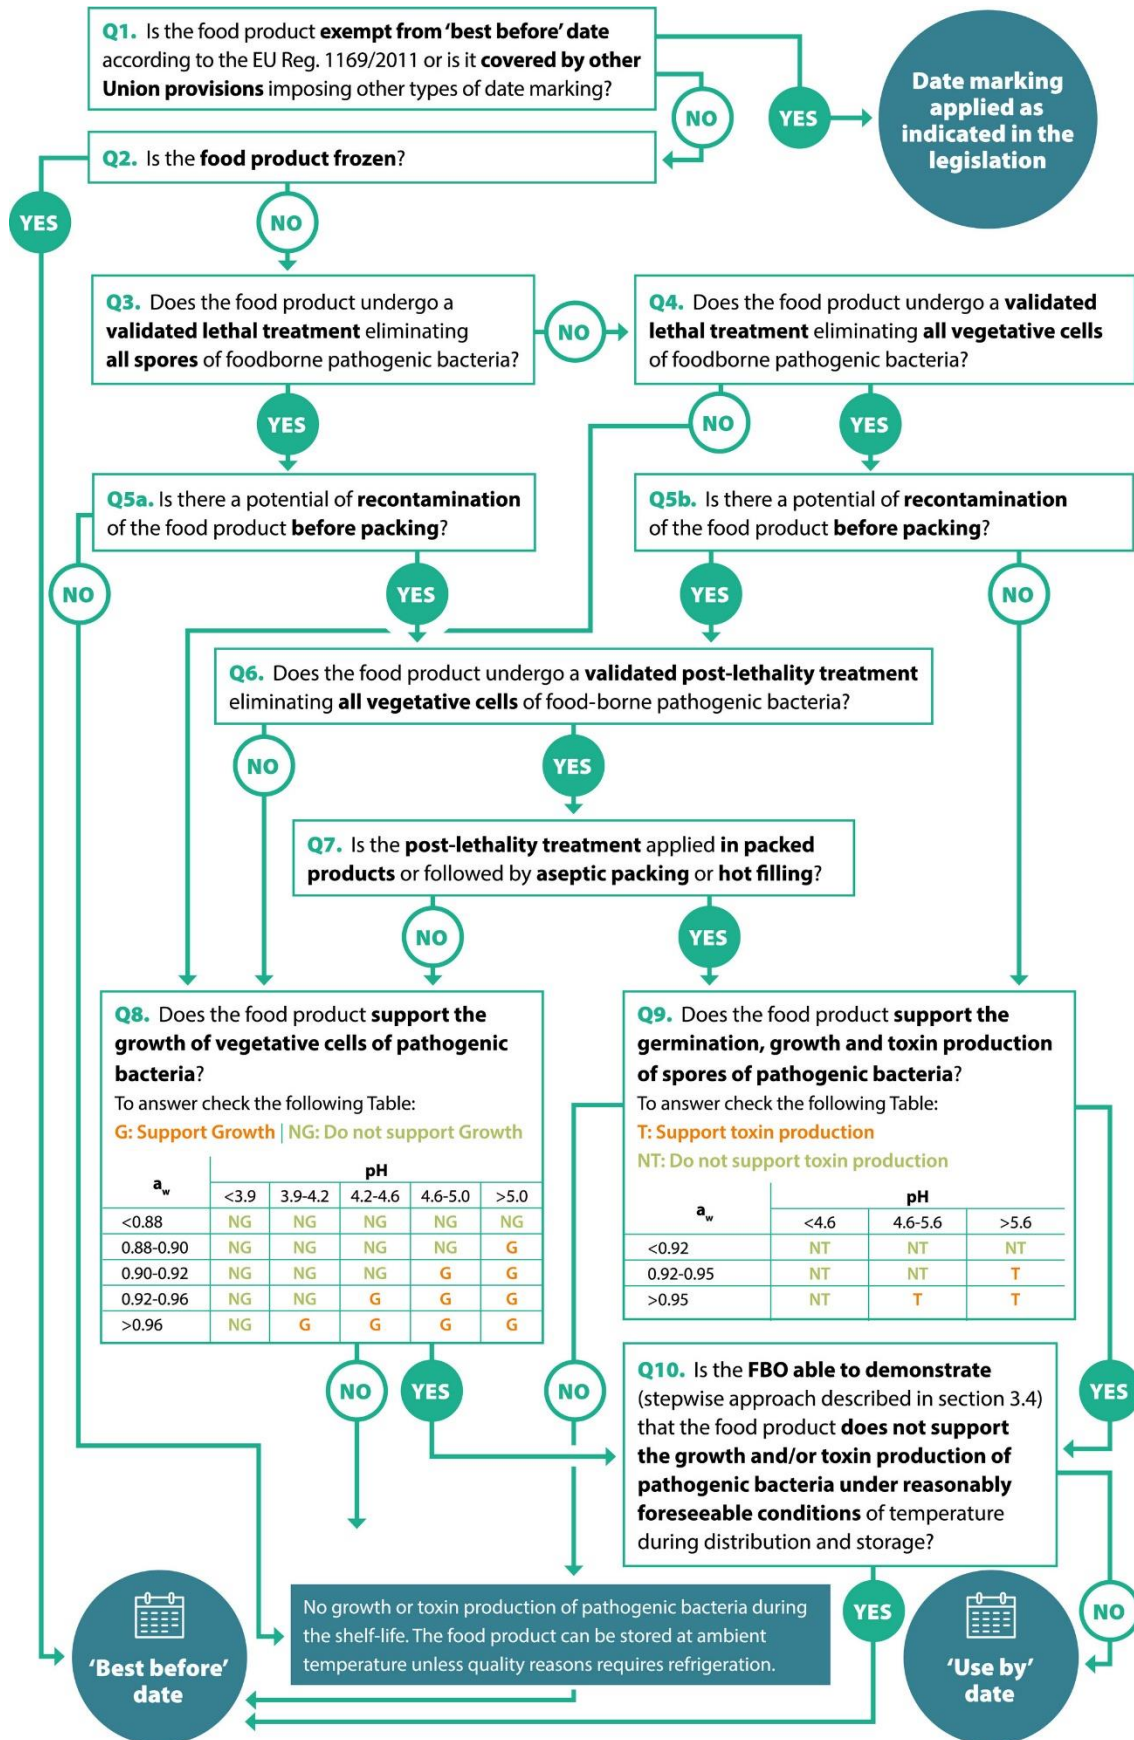 Q1. Is the food product exempt from ‘best before’ date
according to the EU Reg. 1169/2011 or is it covered by other
Union provisions imposing other types of date marking?
NO
YES
Date marking
applied as
indicated in the
legislation
Q2. Is the food product frozen?
YES
NO
Q3. Does the food product undergo a
validated lethal treatment eliminating
all spores of foodborne pathogenic bacteria?
NO
Q4. Does the food product undergo a validated
lethal treatment eliminating all vegetative cells
of foodborne pathogenic bacteria?
YES
NO
YES
Q5a. Is there a potential of recontamination
of the food product before packing?
Q5b. Is there a potential of recontamination
of the food product before packing?
NO
YES
YES
NO
Q6. Does the food product undergo a validated post-lethality treatment
eliminating all vegetative cells of food-borne pathogenic bacteria?
NO
YES
Q7. Is the post-lethality treatment applied in packed
products or followed by aseptic packing or hot filling?
NO
YES
Q8. Does the food product support the
growth of vegetative cells of pathogenic
bacteria?
To answer check the following Table:
G: Support Growth | NG: Do not support Growth
aw pH
<3.9 3.9-4.2 4.2-4.6 4.6-5.0 >5.0
<0.88 NG NG NG NG NG
0.88-0.90 NG NG NG NG G
0.90-0.92 NG NG NG G G
0.92-0.96 NG NG G G G
>0.96 NG G G G G
Q9. Does the food product support the
germination, growth and toxin production
of spores of pathogenic bacteria?
To answer check the following Table:
T: Support toxin production
NT: Do not support toxin production
aw pH
<4.6 4.6-5.6 >5.6
<0.92 NT NT NT
0.92-0.95 NT NT T
>0.95 NT T T
NO
YES
NO
YES
Q10. Is the FBO able to demonstrate
(stepwise approach described in section 3.4)
that the food product does not support
the growth and/or toxin production of
pathogenic bacteria under reasonably
foreseeable conditions of temperature
during distribution and storage?
YES
NO
‘Best before’
date
No growth or toxin production of pathogenic bacteria during
the shelf-life. The food product can be stored at ambient
temperature unless quality reasons requires refrigeration.
‘Use by’
date